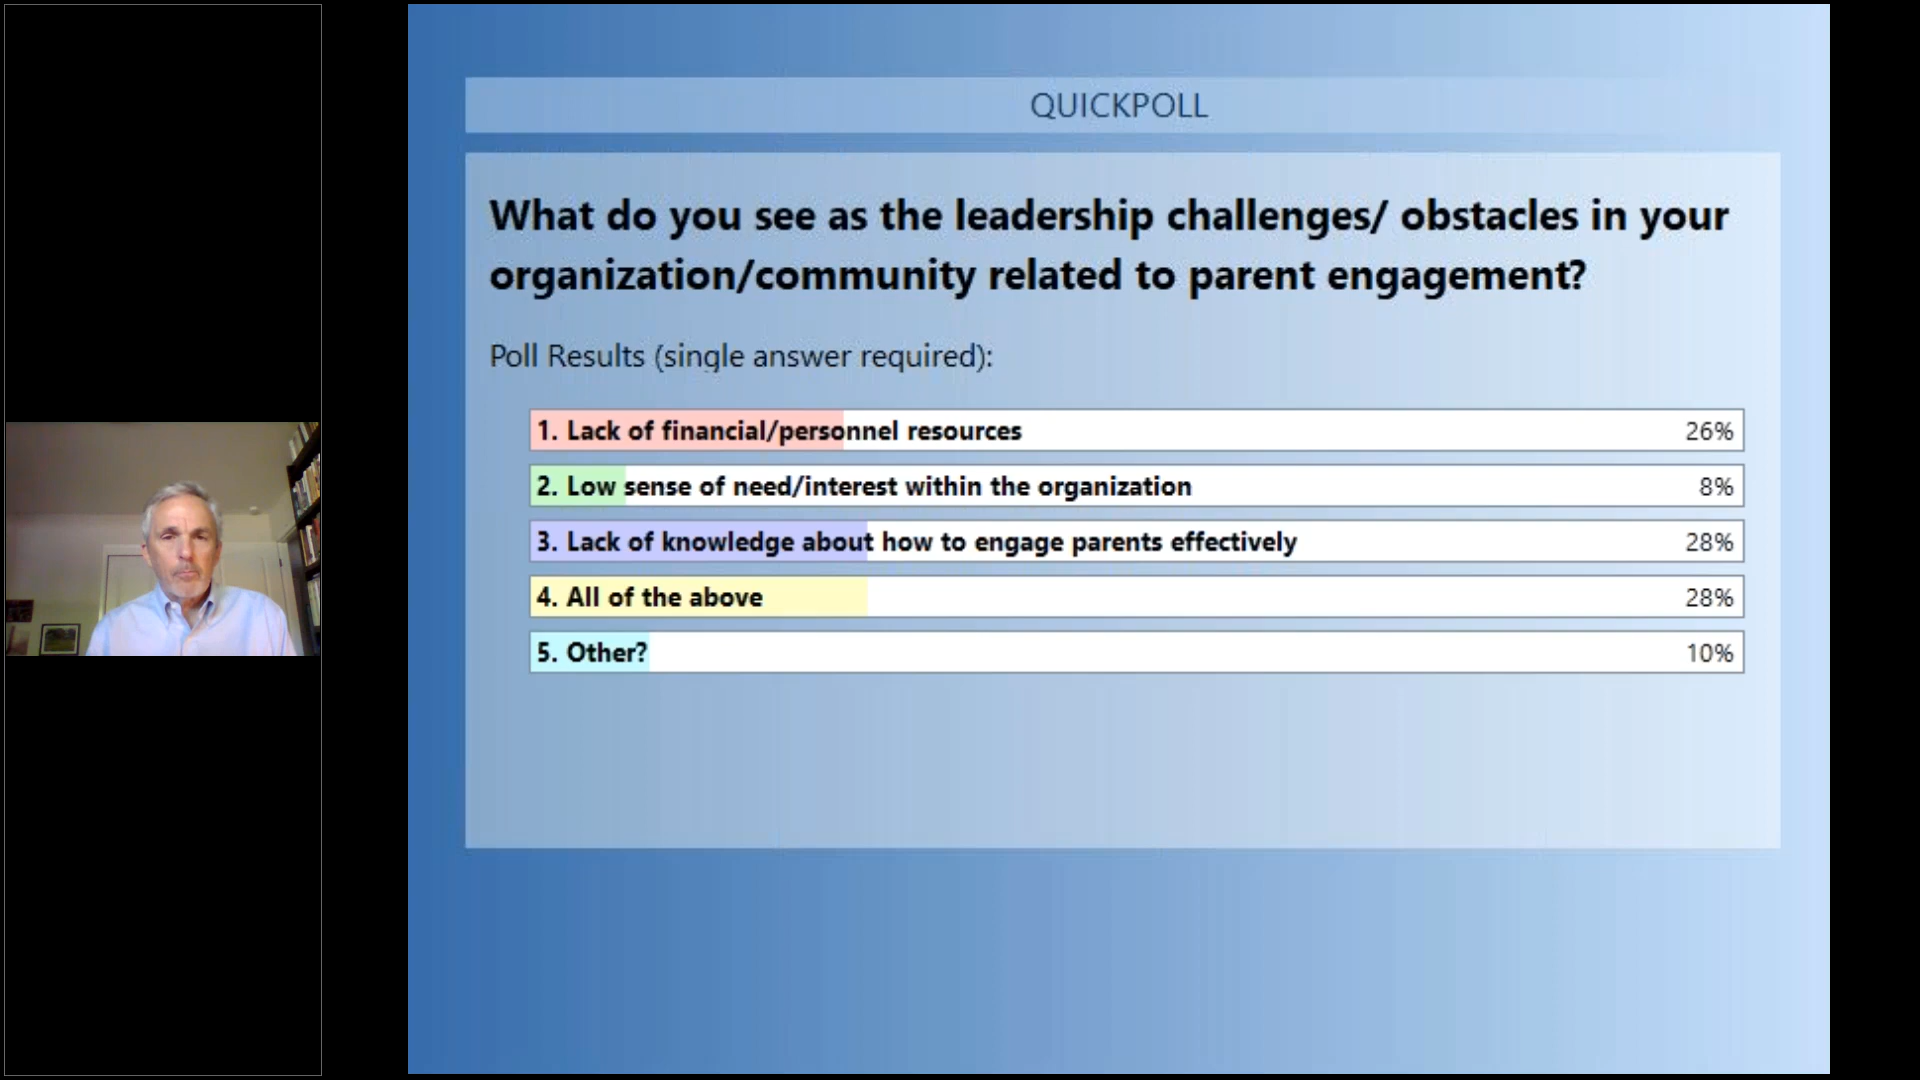 QUICKPOLL
What do you see as the leadership challenges/ obstacles in your
organization/community related to parent engagement?
Poll Results (single answer required):
1. Lack of financial/personnel resources 26%
2. Low sense of need/interest within the organization 8%
3. Lack of knowledge about how to engage parents effectively 28%
4. All of the above 28%
5. Other? 10%